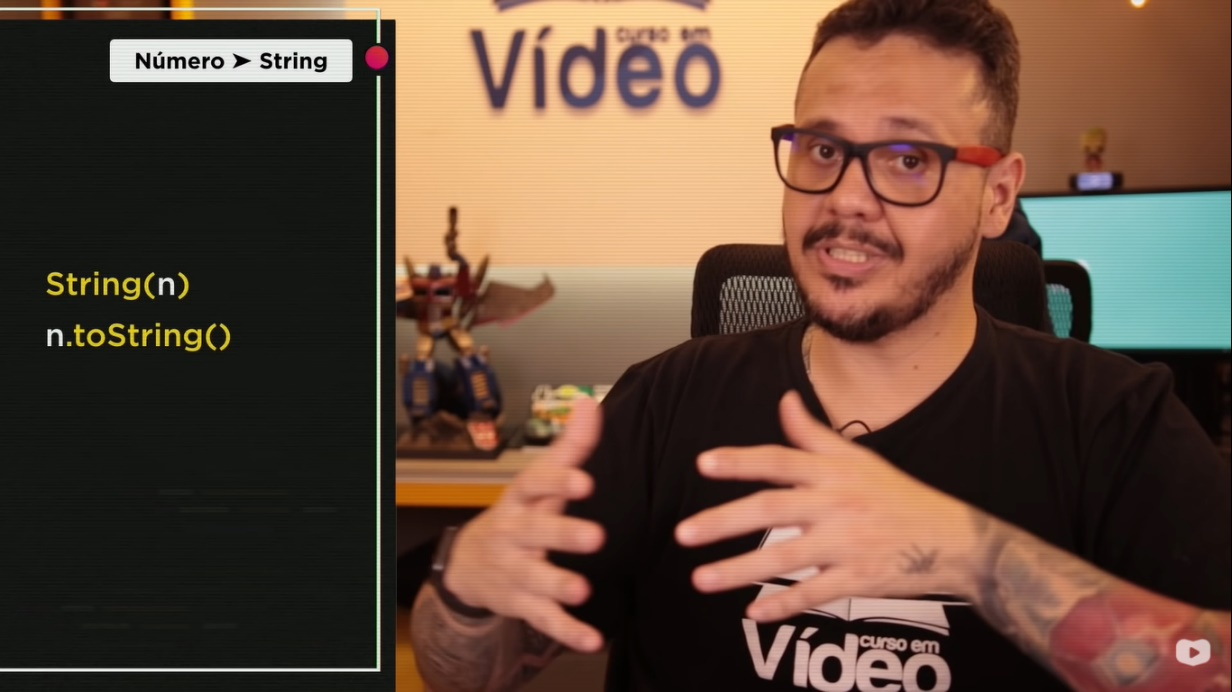 Número ➤ String
String(n)
n.toString()
curso em
Vídeo
curso em
Vídeo